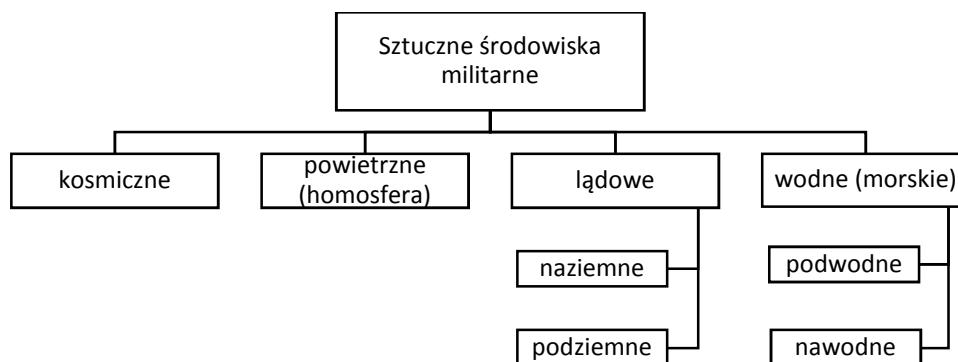 Sztuczne środowiska
militarne
kosmiczne
powietrzne
(homosfera)
lądowe
wodne (morskie)
naziemne
podwodne
podziemne
nawodne